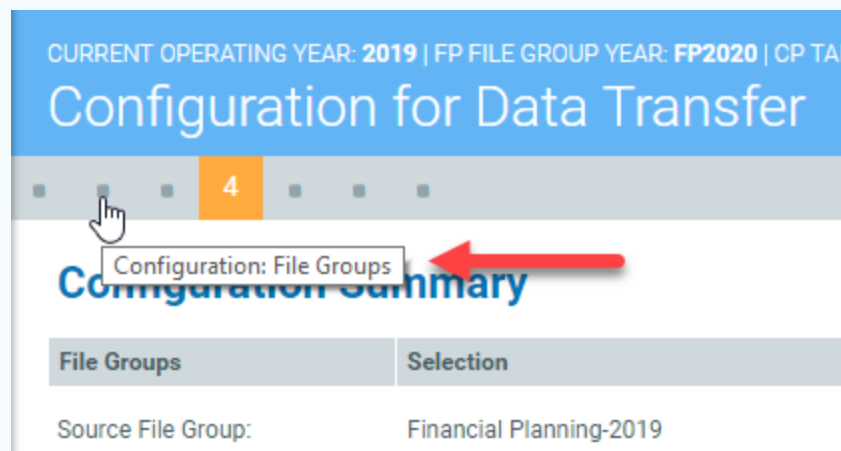 CURRENT OPERATING YEAR: 2019 | FP FILE GROUP YEAR: FP2020 | CP
Configuration for Data Transfer
4
Configuration: File Groups
Configuration Summary
File Groups Selection
Source File Group: Financial Planning-2019